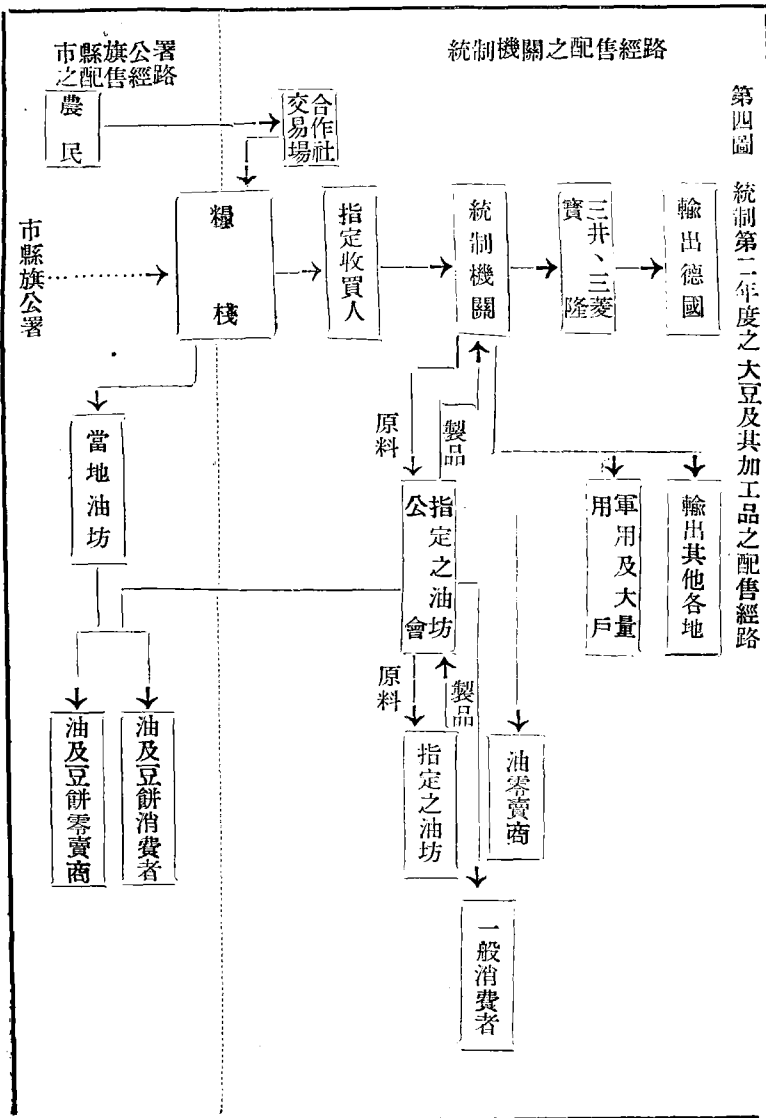 第四圖　統制第二年度之大豆及其加工品之配售經路
統制機關之配售經路
市縣旗公署
之配售經路
農民
合作社
交易場
市縣旗公署
糧棧
指定收買人
統制機關
三井、三菱
寶隆
輸出德國
原料
製品
當地油坊
指定之油坊
公會
軍用及大量
用戶
輸出其他各地
原料
製品
油及豆餅零賣商
油及豆餅消費者
指定之油坊
油零賣商
一般消費者